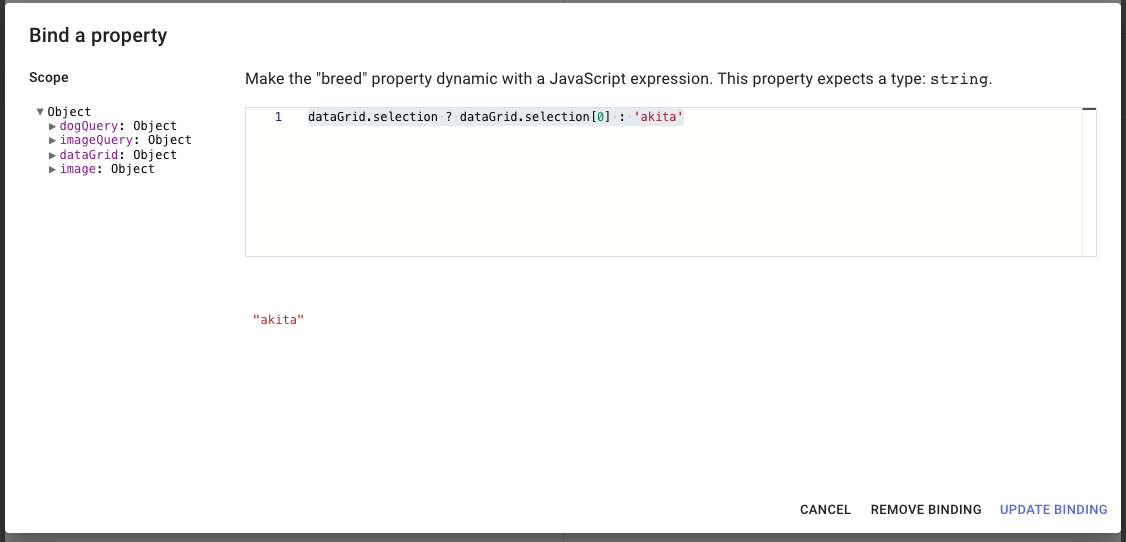 Bind a property
Scope
Make the "breed" property dynamic with a JavaScript expression. This property expects a type: string.
▼Object
▶dogQuery: Object
▶imageQuery: Object
▶dataGrid: Object
▶image: Object
1 dataGrid.selection ? dataGrid.selection[0] : 'akita'
"akita"
CANCEL REMOVE BINDING UPDATE BINDING